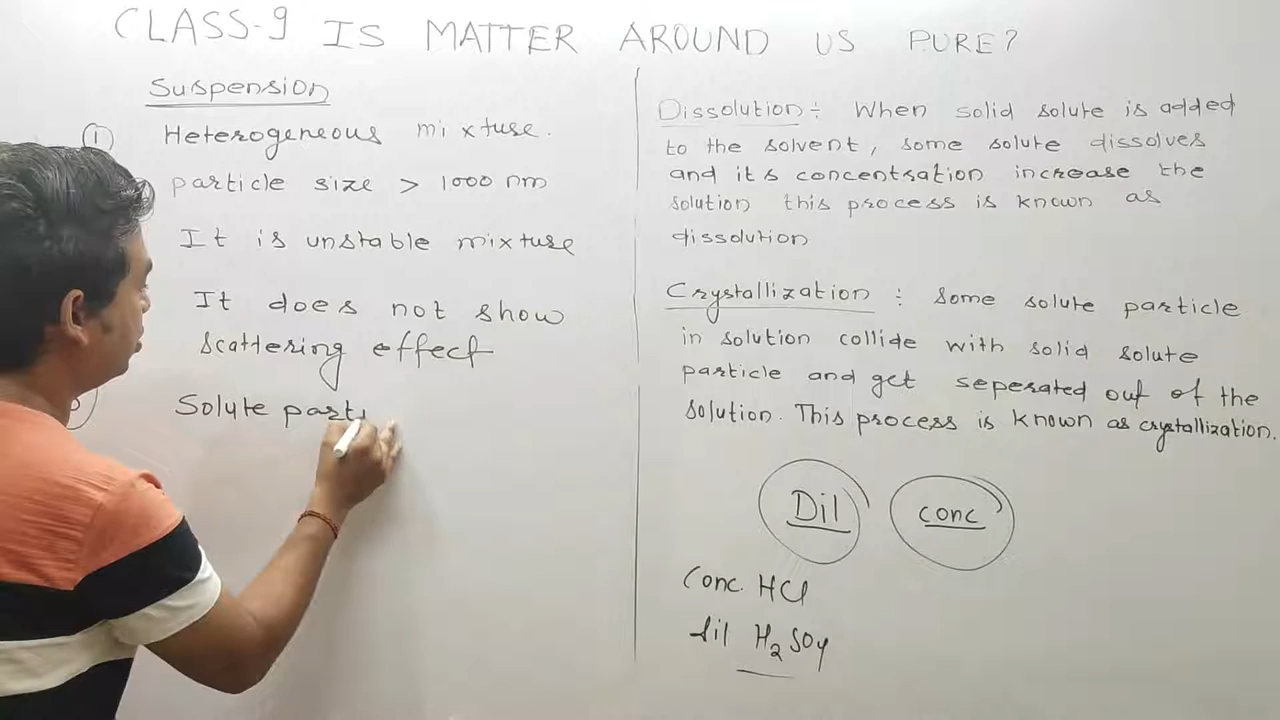 CLASS-9 IS MATTER AROUND US PURE?
Suspension
① Heterogeneous mixture.
particle size > 1000 nm
It is unstable mixture
It does not show
scattering effect
Solute part
Dissolution ÷ When solid solute is added
to the solvent, some solute dissolves
and its concentration increase the
solution this process is known as
dissolution
Crystallization : Some solute particle
in solution collide with solid solute
particle and get seperated out of the
solution. This process is known as crystallization.
Dil conc
Conc. HCl
dil H₂SO₄